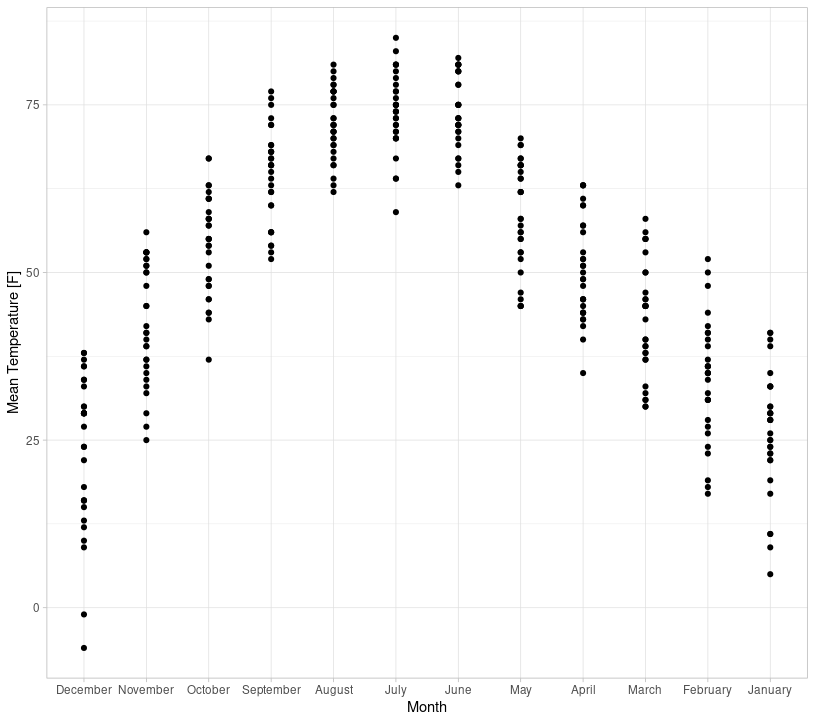 Mean Temperature [F]
75
50
25
0
December November October September August July June May April March February January
Month